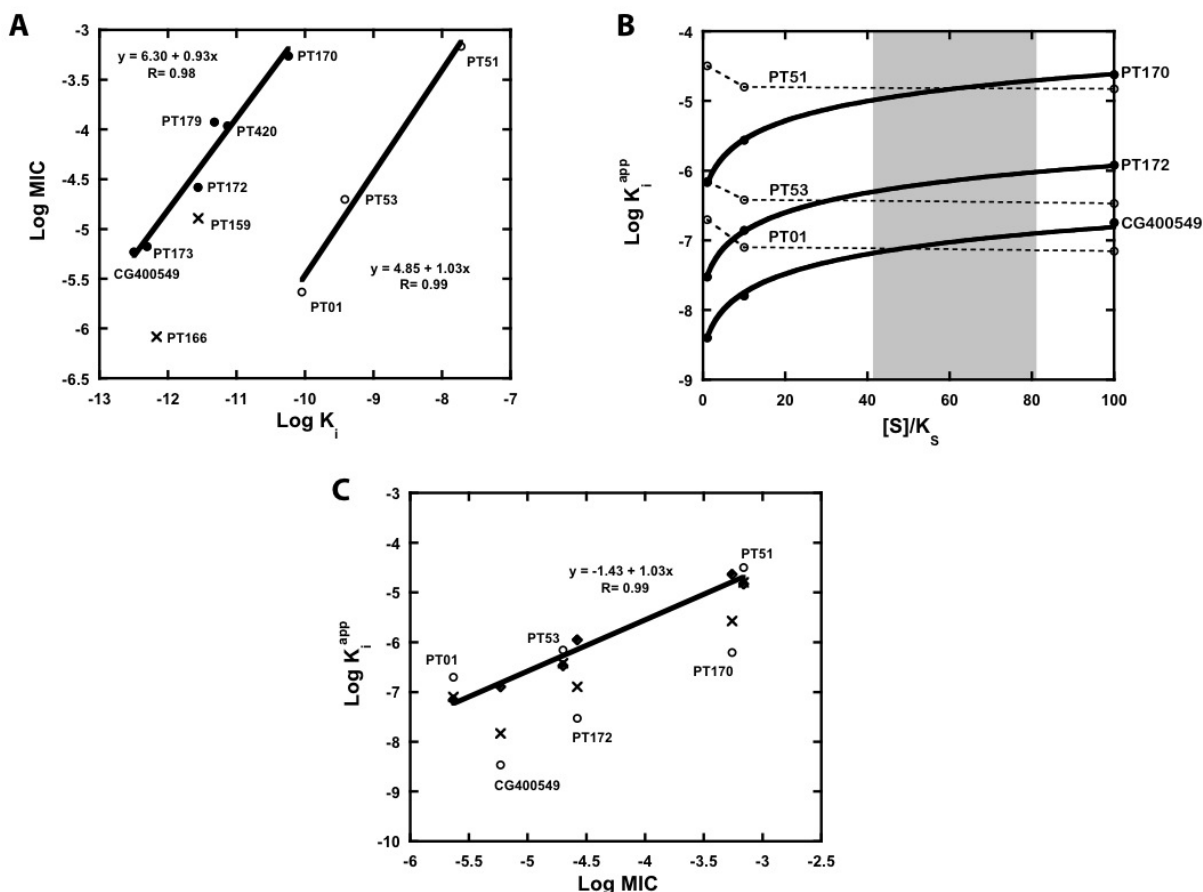 A
-3
-3.5
-4
-4.5
-5
-5.5
-6
-6.5
Log MIC
y = 6.30 + 0.93x
R= 0.98
PT170
PT51
PT179
PT420
PT172
PT159
PT53
PT173
CG400549
y = 4.85 + 1.03x
R= 0.99
PT01
PT166
-13 -12 -11 -10 -9 -8 -7
Log Ki
B
-4
-5
-6
-7
-8
-9
Log Ki app
PT51
PT170
PT53
PT172
PT01
CG400549
0 20 40 60 80 100
[S]/KS
C
-3
-4
-5
-6
-7
-8
-9
-10
Log Ki app
y = -1.43 + 1.03x
R= 0.99
PT51
PT53
PT01
PT170
PT172
CG400549
-6 -5.5 -5 -4.5 -4 -3.5 -3 -2.5
Log MIC